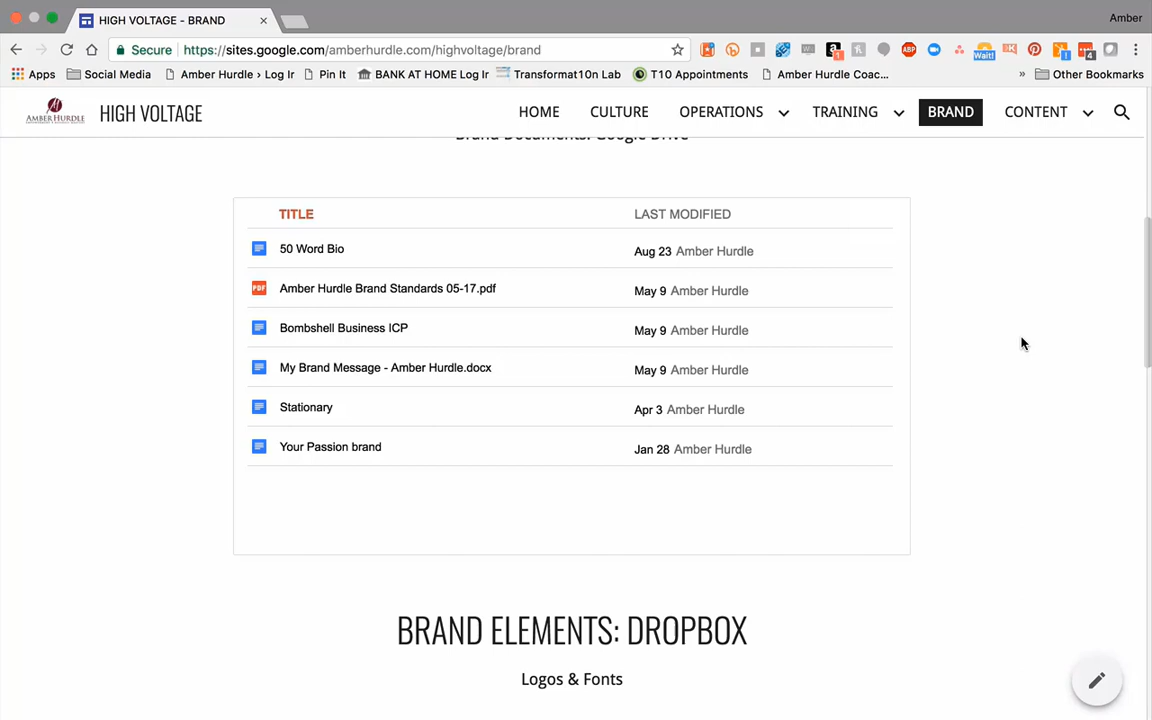 HIGH VOLTAGE - BRAND
Amber
Secure https://sites.google.com/amberhurdle.com/highvoltage/brand
Apps Social Media Amber Hurdle › Log Ir Pin It BANK AT HOME Log Ir Transformat10n Lab T10 Appointments Amber Hurdle Coac... » Other Bookmarks
AMBER HURDLE HIGH VOLTAGE HOME CULTURE OPERATIONS TRAINING BRAND CONTENT
Brand Documents: Google Drive
TITLE LAST MODIFIED
50 Word Bio Aug 23 Amber Hurdle
PDF Amber Hurdle Brand Standards 05-17.pdf May 9 Amber Hurdle
Bombshell Business ICP May 9 Amber Hurdle
My Brand Message - Amber Hurdle.docx May 9 Amber Hurdle
Stationary Apr 3 Amber Hurdle
Your Passion brand Jan 28 Amber Hurdle
BRAND ELEMENTS: DROPBOX
Logos & Fonts